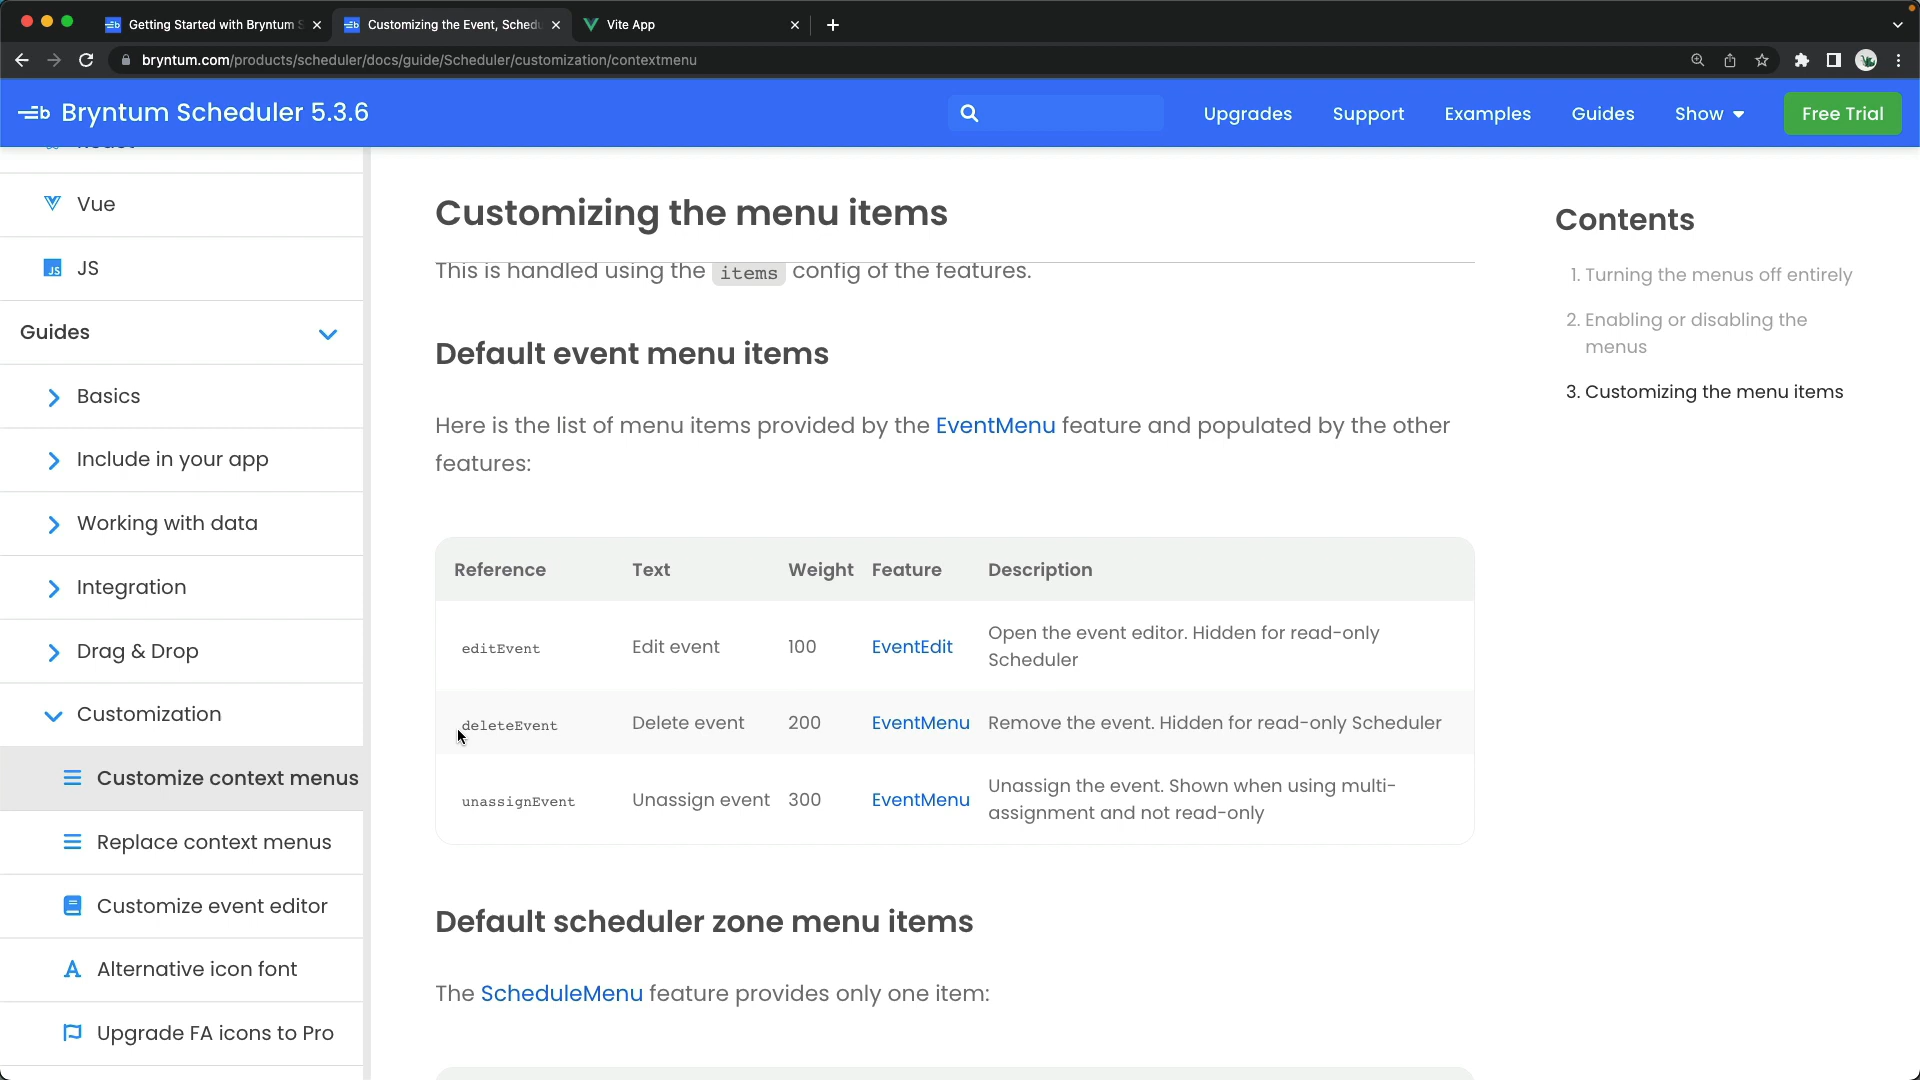 Getting Started with Bryntum S
Customizing the Event, Schedu
Vite App
bryntum.com/products/scheduler/docs/guide/Scheduler/customization/contextmenu
Bryntum Scheduler 5.3.6
Upgrades
Support
Examples
Guides
Show
Free Trial
Vue
JS
JS
Guides
Basics
Include in your app
Working with data
Integration
Drag & Drop
Customization
Customize context menus
Replace context menus
Customize event editor
Alternative icon font
Upgrade FA icons to Pro
Customizing the menu items
This is handled using the items config of the features.
Default event menu items
Here is the list of menu items provided by the EventMenu feature and populated by the other
features:
Reference Text Weight Feature Description
editEvent Edit event 100 EventEdit Open the event editor. Hidden for read-only
Scheduler
deleteEvent Delete event 200 EventMenu Remove the event. Hidden for read-only Scheduler
unassignEvent Unassign event 300 EventMenu Unassign the event. Shown when using multi-
assignment and not read-only
Default scheduler zone menu items
The ScheduleMenu feature provides only one item:
Contents
1. Turning the menus off entirely
2. Enabling or disabling the
menus
3. Customizing the menu items